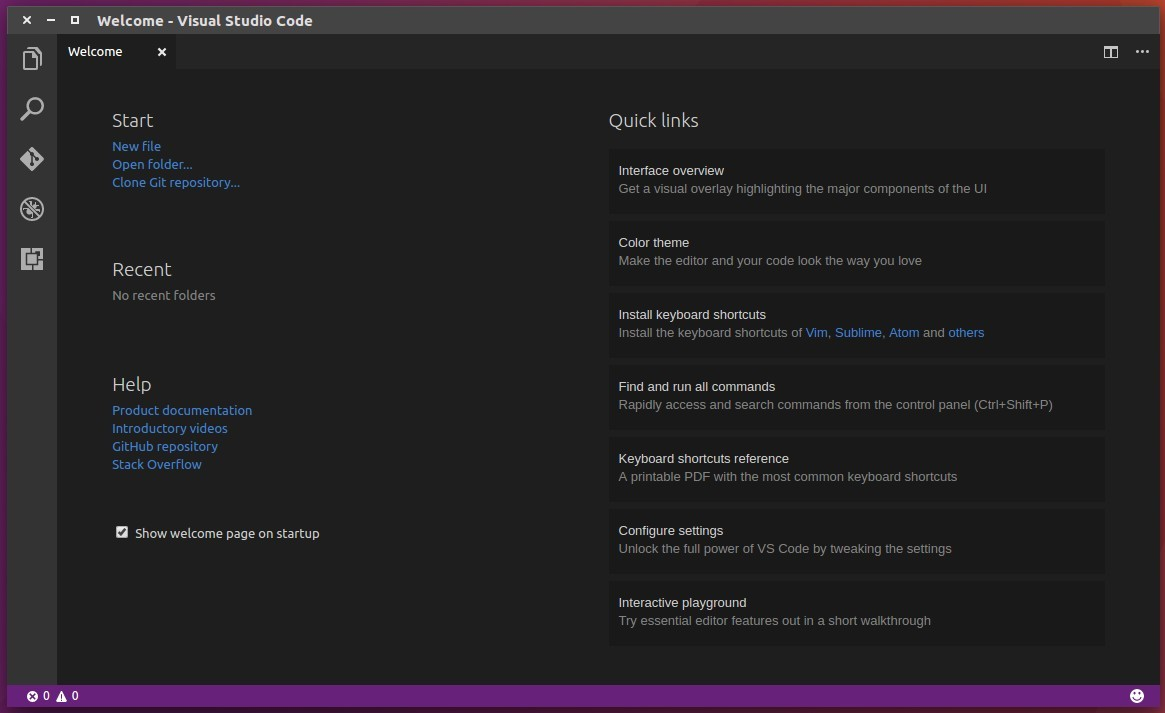 Welcome - Visual Studio Code
Welcome
Start
New file
Open folder...
Clone Git repository...
Recent
No recent folders
Help
Product documentation
Introductory videos
GitHub repository
Stack Overflow
Show welcome page on startup
Quick links
Interface overview
Get a visual overlay highlighting the major components of the UI
Color theme
Make the editor and your code look the way you love
Install keyboard shortcuts
Install the keyboard shortcuts of Vim, Sublime, Atom and others
Find and run all commands
Rapidly access and search commands from the control panel (Ctrl+Shift+P)
Keyboard shortcuts reference
A printable PDF with the most common keyboard shortcuts
Configure settings
Unlock the full power of VS Code by tweaking the settings
Interactive playground
Try essential editor features out in a short walkthrough
0 0